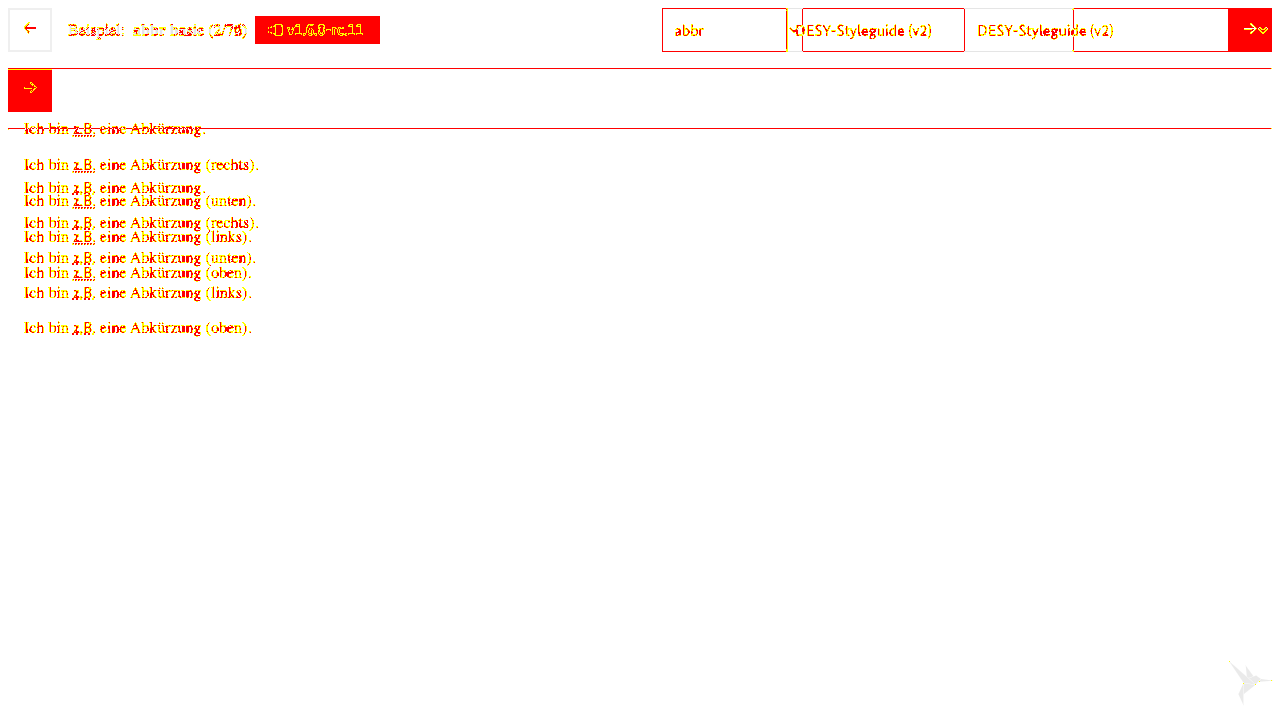 Beispiel: abbr basic (2/76) v1.6.0-rc.11 abbr DESY-Styleguide (v2) DESY-Styleguide (v2)
Ich bin z.B. eine Abkürzung.
Ich bin z.B. eine Abkürzung (rechts).
Ich bin z.B. eine Abkürzung.
Ich bin z.B. eine Abkürzung (unten).
Ich bin z.B. eine Abkürzung (rechts).
Ich bin z.B. eine Abkürzung (links).
Ich bin z.B. eine Abkürzung (unten).
Ich bin z.B. eine Abkürzung (oben).
Ich bin z.B. eine Abkürzung (links).
Ich bin z.B. eine Abkürzung (oben).